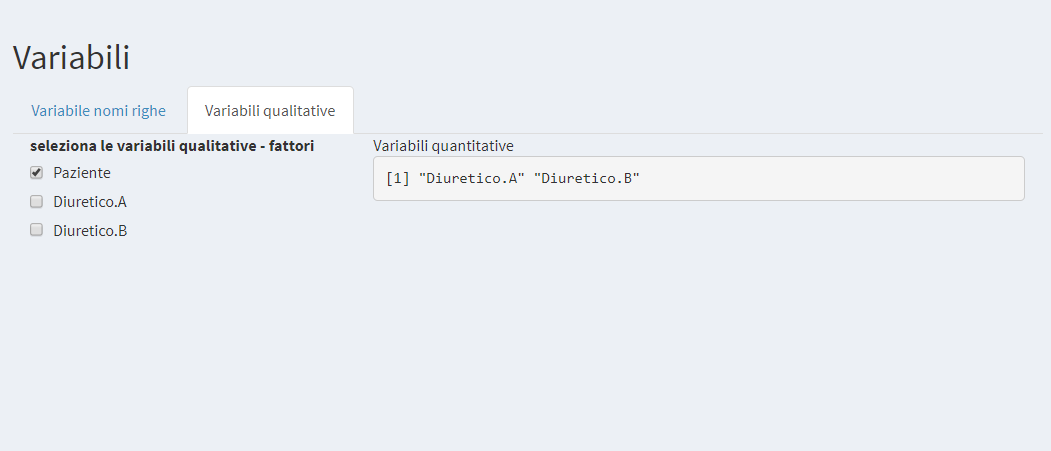 Variabili
Variabile nomi righe
Variabili qualitative
seleziona le variabili qualitative - fattori
Paziente
Diuretico.A
Diuretico.B
Variabili quantitative
[1] "Diuretico.A" "Diuretico.B"